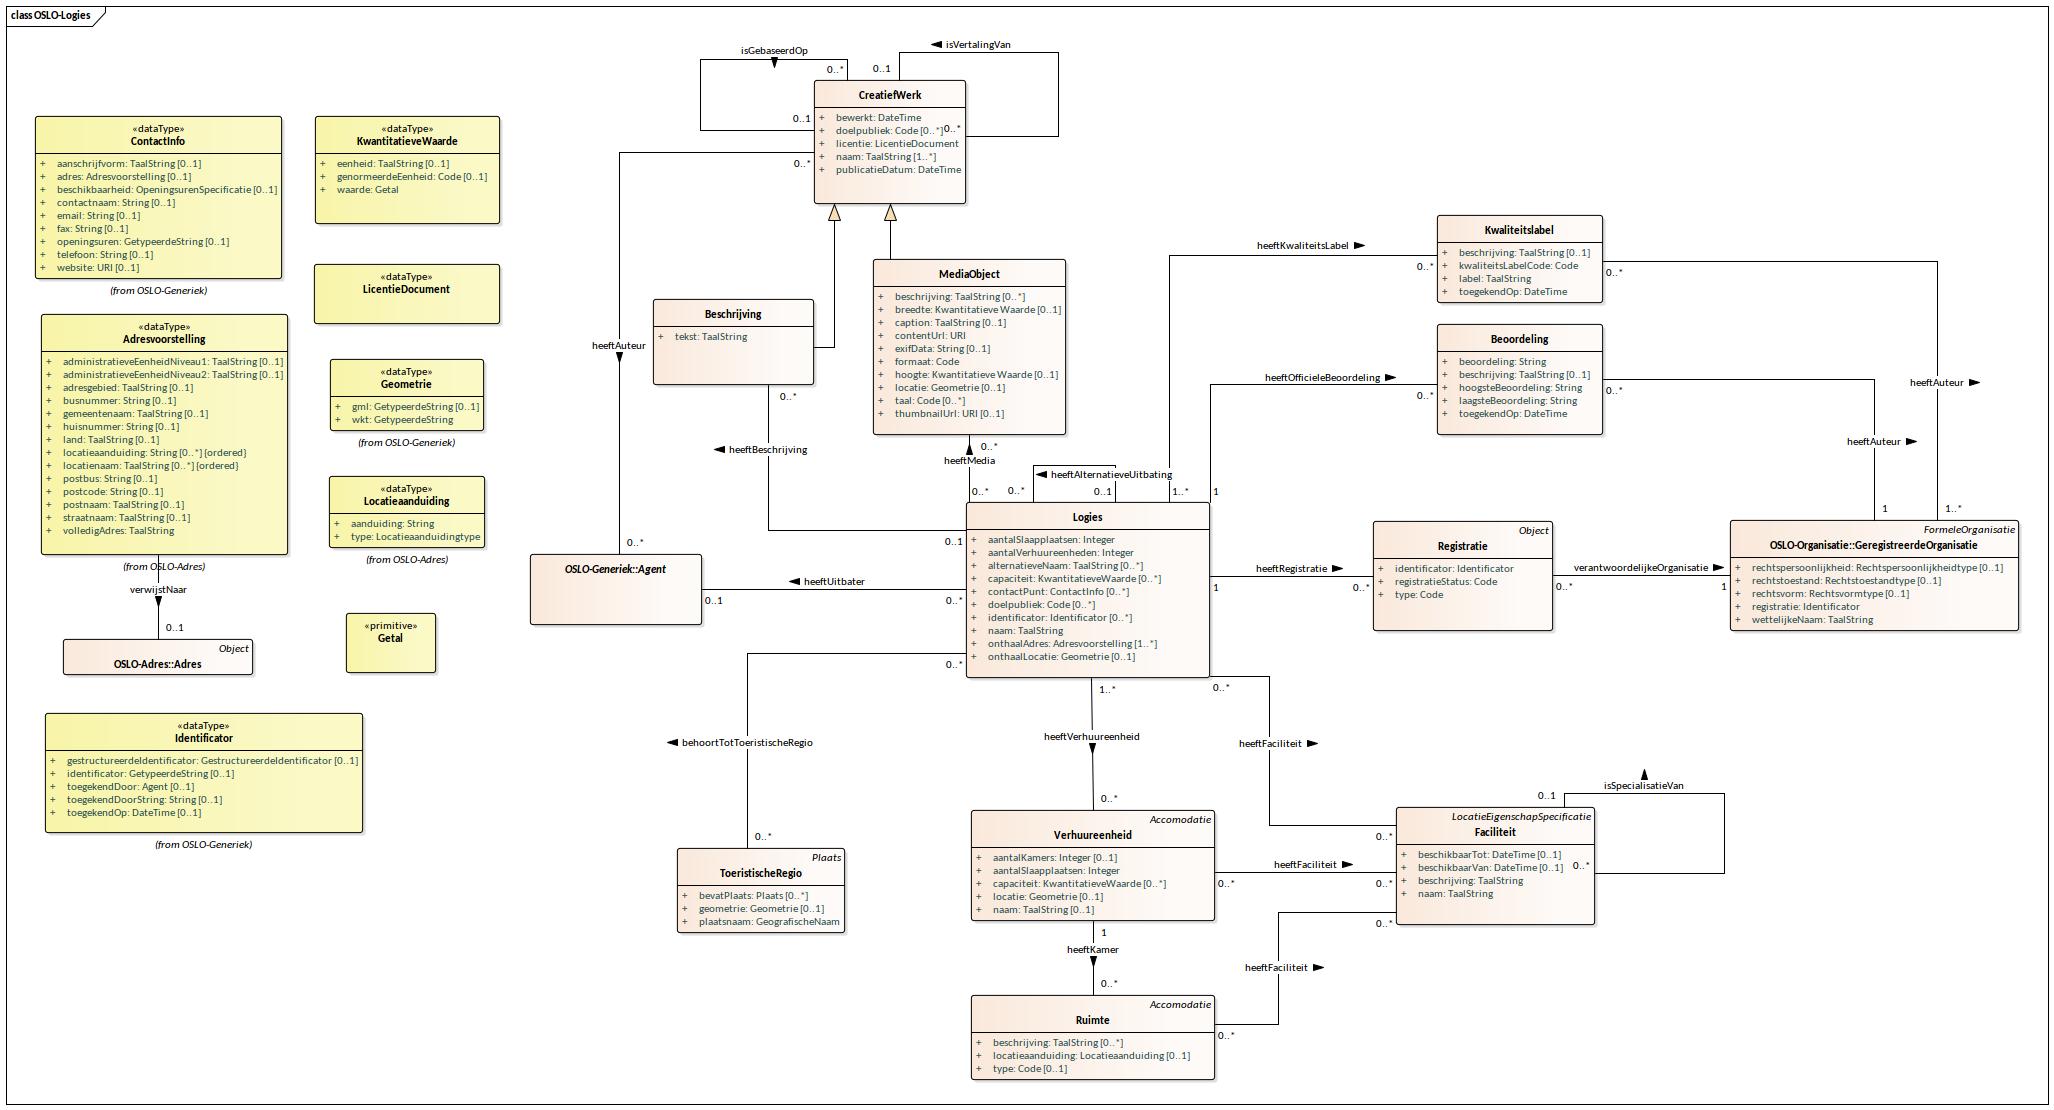 class OSLO-Logies
isGebaseerdOp
0..*
0..1
isVertalingVan
0..1
0..*
CreatiefWerk
+ bewerkt: DateTime
+ doelpubliek: Code [0..*]
+ licentie: LicentieDocument
+ naam: TaalString [1..*]
+ publicatieDatum: DateTime
0..*
«dataType»
ContactInfo
+ aanschrijfvorm: TaalString [0..1]
+ adres: Adresvoorstelling [0..1]
+ beschikbaarheid: OpeningsurenSpecificatie [0..1]
+ contactnaam: String [0..1]
+ email: String [0..1]
+ fax: String [0..1]
+ openingsuren: GetypeerdeString [0..1]
+ telefoon: String [0..1]
+ website: URI [0..1]
(from OSLO-Generiek)
«dataType»
KwantitatieveWaarde
+ eenheid: TaalString [0..1]
+ genormeerdeEenheid: Code [0..1]
+ waarde: Getal
«dataType»
LicentieDocument
«dataType»
Adresvoorstelling
+ administratieveEenheidNiveau1: TaalString [0..1]
+ administratieveEenheidNiveau2: TaalString [0..1]
+ adresgebied: TaalString [0..1]
+ busnummer: String [0..1]
+ gemeentenaam: TaalString [0..1]
+ huisnummer: String [0..1]
+ land: TaalString [0..1]
+ locatieaanduiding: String [0..*] {ordered}
+ locatienaam: TaalString [0..*] {ordered}
+ postbus: String [0..1]
+ postcode: String [0..1]
+ postnaam: TaalString [0..1]
+ straatnaam: TaalString [0..1]
+ volledigAdres: TaalString
(from OSLO-Adres)
verwijstNaar
0..1
Object
OSLO-Adres::Adres
«dataType»
Geometrie
+ gml: GetypeerdeString [0..1]
+ wkt: GetypeerdeString
(from OSLO-Generiek)
«dataType»
Locatieaanduiding
+ aanduiding: String
+ type: Locatieaanduidingtype
(from OSLO-Adres)
«primitive»
Getal
«dataType»
Identificator
+ gestructureerdeIdentificator: GestructureerdeIdentificator [0..1]
+ identificator: GetypeerdeString [0..1]
+ toegekendDoor: Agent [0..1]
+ toegekendDoorString: String [0..1]
+ toegekendOp: DateTime [0..1]
(from OSLO-Generiek)
heeftAuteur
0..*
Beschrijving
+ tekst: TaalString
0..*
heeftBeschrijving
0..1
MediaObject
+ beschrijving: TaalString [0..*]
+ breedte: Kwantitatieve Waarde [0..1]
+ caption: TaalString [0..1]
+ contentUrl: URI
+ exifData: String [0..1]
+ formaat: Code
+ hoogte: Kwantitatieve Waarde [0..1]
+ locatie: Geometrie [0..1]
+ taal: Code [0..*]
+ thumbnailUrl: URI [0..1]
0..*
heeftMedia
0..*
heeftAlternatieveUitbating
0..*
0..1
heeftKwaliteitsLabel
0..*
1..*
Kwaliteitslabel
+ beschrijving: TaalString [0..1]
+ kwaliteitsLabelCode: Code
+ label: TaalString
+ toegekendOp: DateTime
0..*
heeftAuteur
1..*
heeftOfficieleBeoordeling
0..*
1
Beoordeling
+ beoordeling: String
+ beschrijving: TaalString [0..1]
+ hoogsteBeoordeling: String
+ laagsteBeoordeling: String
+ toegekendOp: DateTime
0..*
heeftAuteur
1
OSLO-Generiek::Agent
heeftUitbater
0..1
0..*
Logies
+ aantalSlaapplaatsen: Integer
+ aantalVerhuureenheden: Integer
+ alternatieveNaam: TaalString [0..*]
+ capaciteit: KwantitatieveWaarde [0..*]
+ contactPunt: ContactInfo [0..*]
+ doelpubliek: Code [0..*]
+ identificator: Identificator [0..*]
+ naam: TaalString
+ onthaalAdres: Adresvoorstelling [1..*]
+ onthaalLocatie: Geometrie [0..1]
heeftRegistratie
1
0..*
Object
Registratie
+ identificator: Identificator
+ registratieStatus: Code
+ type: Code
verantwoordelijkeOrganisatie
0..*
1
FormeleOrganisatie
OSLO-Organisatie::GeregistreerdeOrganisatie
+ rechtspersoonlijkheid: Rechtspersoonlijkheidtype [0..1]
+ rechtstoestand: Rechtstoestandtype [0..1]
+ rechtsvorm: Rechtsvormtype [0..1]
+ registratie: Identificator
+ wettelijkeNaam: TaalString
0..*
behoortTotToeristischeRegio
0..*
Plaats
ToeristischeRegio
+ bevatPlaats: Plaats [0..*]
+ geometrie: Geometrie [0..1]
+ plaatsnaam: GeografischeNaam
1..*
heeftVerhuureenheid
0..*
0..*
heeftFaciliteit
0..*
Accomodatie
Verhuureenheid
+ aantalKamers: Integer [0..1]
+ aantalSlaapplaatsen: Integer
+ capaciteit: KwantitatieveWaarde [0..*]
+ locatie: Geometrie [0..1]
+ naam: TaalString [0..1]
heeftFaciliteit
0..*
0..*
isSpecialisatieVan
0..1
0..*
LocatieEigenschapSpecificatie
Faciliteit
+ beschikbaarTot: DateTime [0..1]
+ beschikbaarVan: DateTime [0..1]
+ beschrijving: TaalString
+ naam: TaalString
1
heeftKamer
0..*
0..*
heeftFaciliteit
0..*
Accomodatie
Ruimte
+ beschrijving: TaalString [0..*]
+ locatieaanduiding: Locatieaanduiding [0..1]
+ type: Code [0..1]